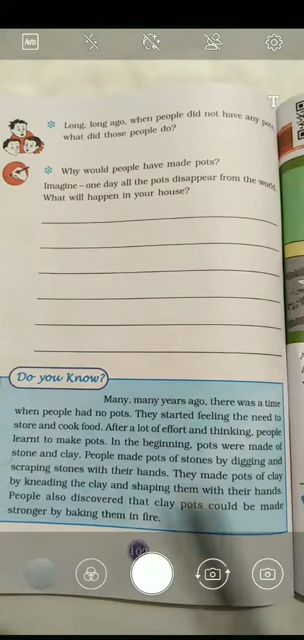 Auto
T
❄ Long, long ago, when people did not have any pots,
what did those people do?
❄ Why would people have made pots?
Imagine – one day all the pots disappear from the world.
What will happen in your house?
Do you Know?
Many, many years ago, there was a time
when people had no pots. They started feeling the need to
store and cook food. After a lot of effort and thinking, people
learnt to make pots. In the beginning, pots were made of
stone and clay. People made pots of stones by digging and
scraping stones with their hands. They made pots of clay
by kneading the clay and shaping them with their hands.
People also discovered that clay pots could be made
stronger by baking them in fire.